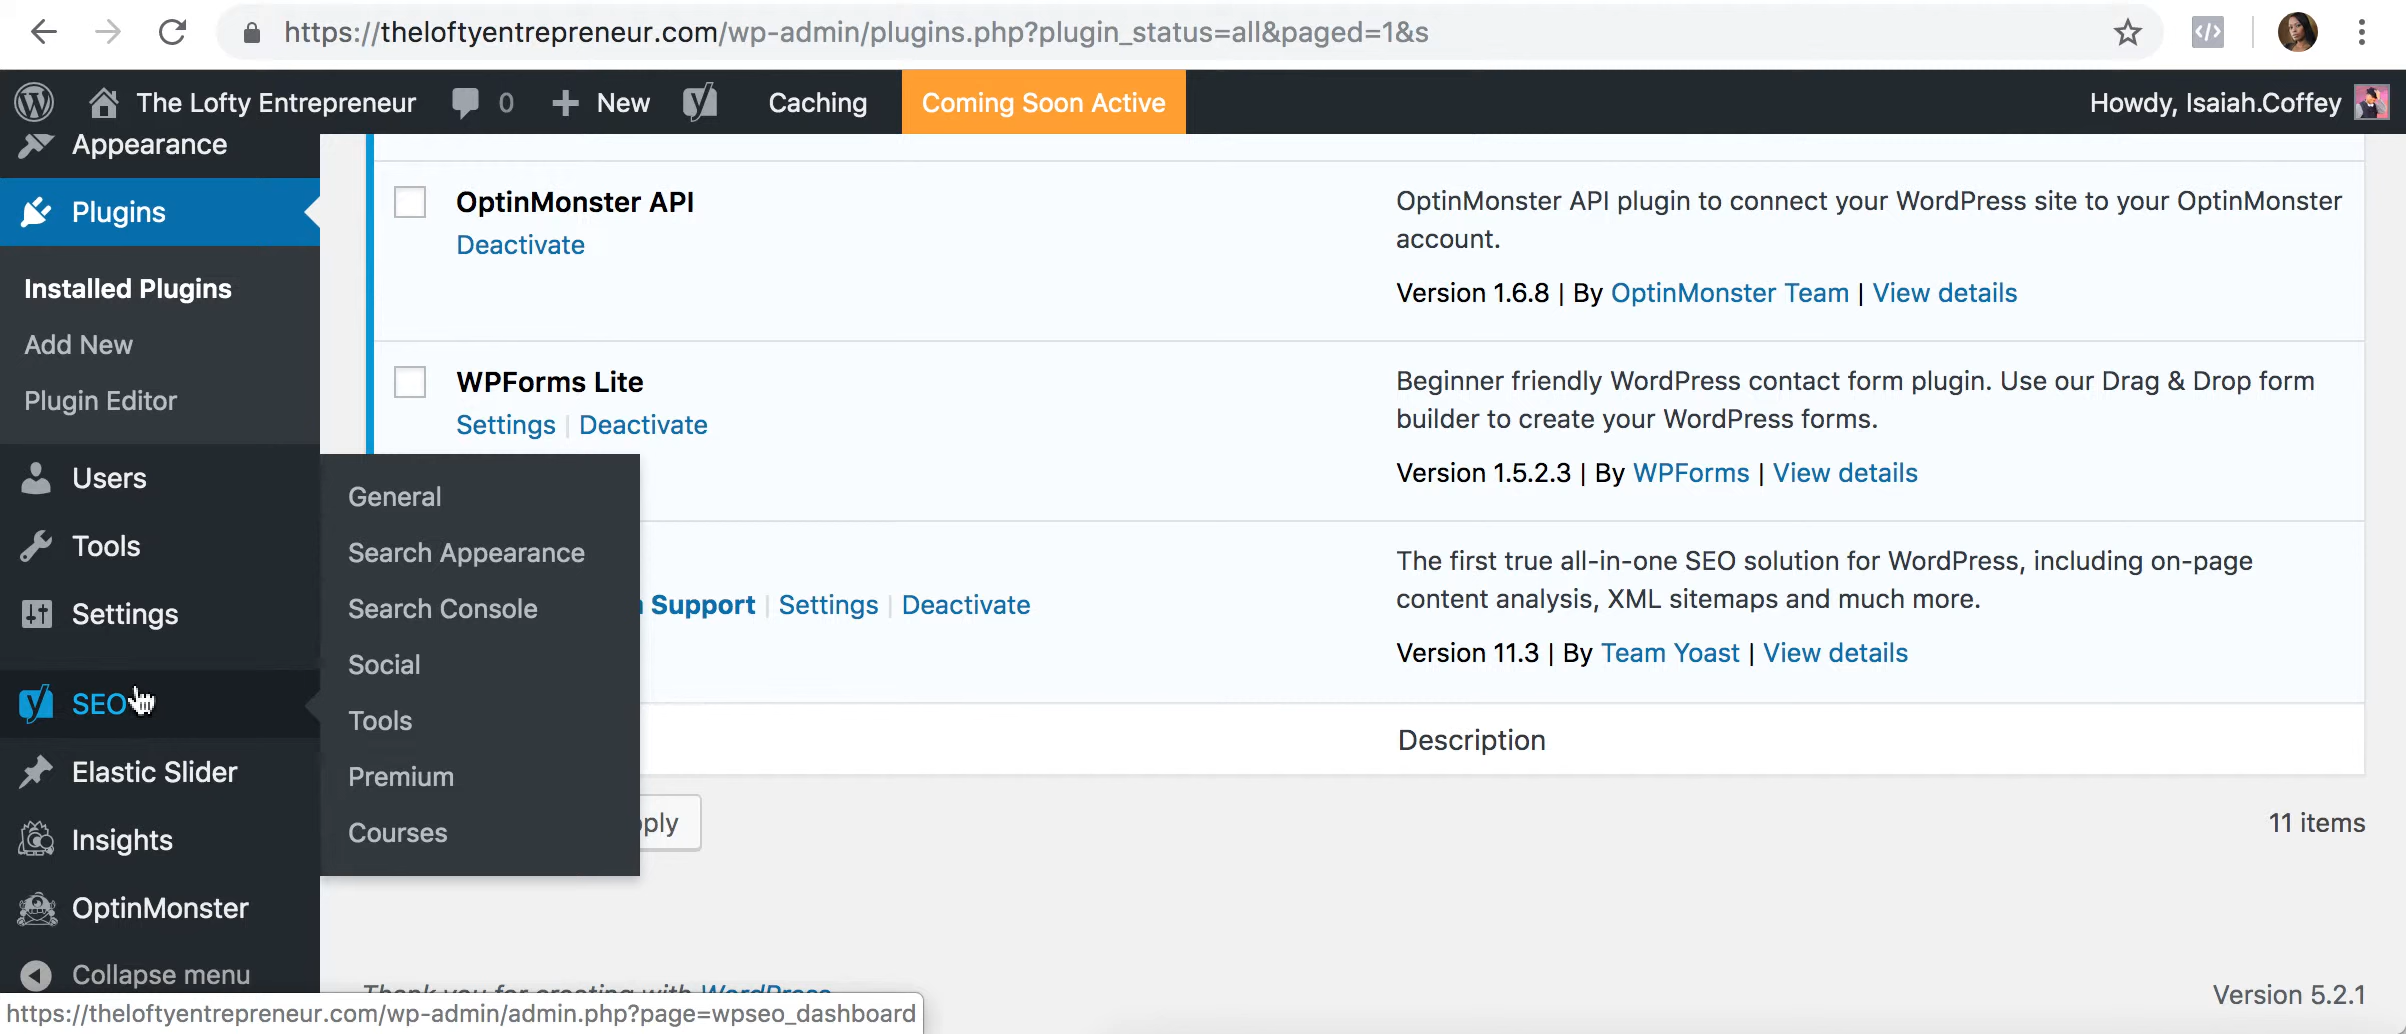 https://theloftyentrepreneur.com/wp-admin/plugins.php?plugin_status=all&paged=1&s
The Lofty Entrepreneur 0 New Caching Coming Soon Active Howdy, Isaiah.Coffey
Appearance
Plugins
Installed Plugins
Add New
Plugin Editor
Users
Tools
Settings
SEO
Elastic Slider
Insights
OptinMonster
Collapse menu
General
Search Appearance
Search Console
Social
Tools
Premium
Courses
OptinMonster API
Deactivate
OptinMonster API plugin to connect your WordPress site to your OptinMonster
account.
Version 1.6.8 | By OptinMonster Team | View details
WPForms Lite
Settings | Deactivate
Beginner friendly WordPress contact form plugin. Use our Drag & Drop form
builder to create your WordPress forms.
Version 1.5.2.3 | By WPForms | View details
Support | Settings | Deactivate
The first true all-in-one SEO solution for WordPress, including on-page
content analysis, XML sitemaps and much more.
Version 11.3 | By Team Yoast | View details
Description
11 items
Thank you for creating with WordPress
Version 5.2.1
https://theloftyentrepreneur.com/wp-admin/admin.php?page=wpseo_dashboard